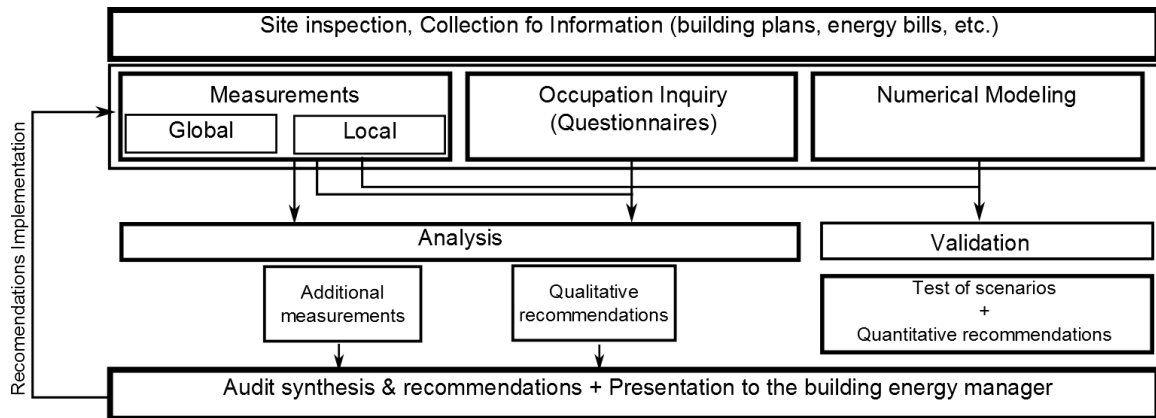 Site inspection, Collection fo Information (building plans, energy bills, etc.)
Measurements
Global
Local
Occupation Inquiry
(Questionnaires)
Numerical Modeling
Recomendations Implementation
Analysis
Validation
Additional
measurements
Qualitative
recommendations
Test of scenarios
+
Quantitative recommendations
Audit synthesis & recommendations + Presentation to the building energy manager